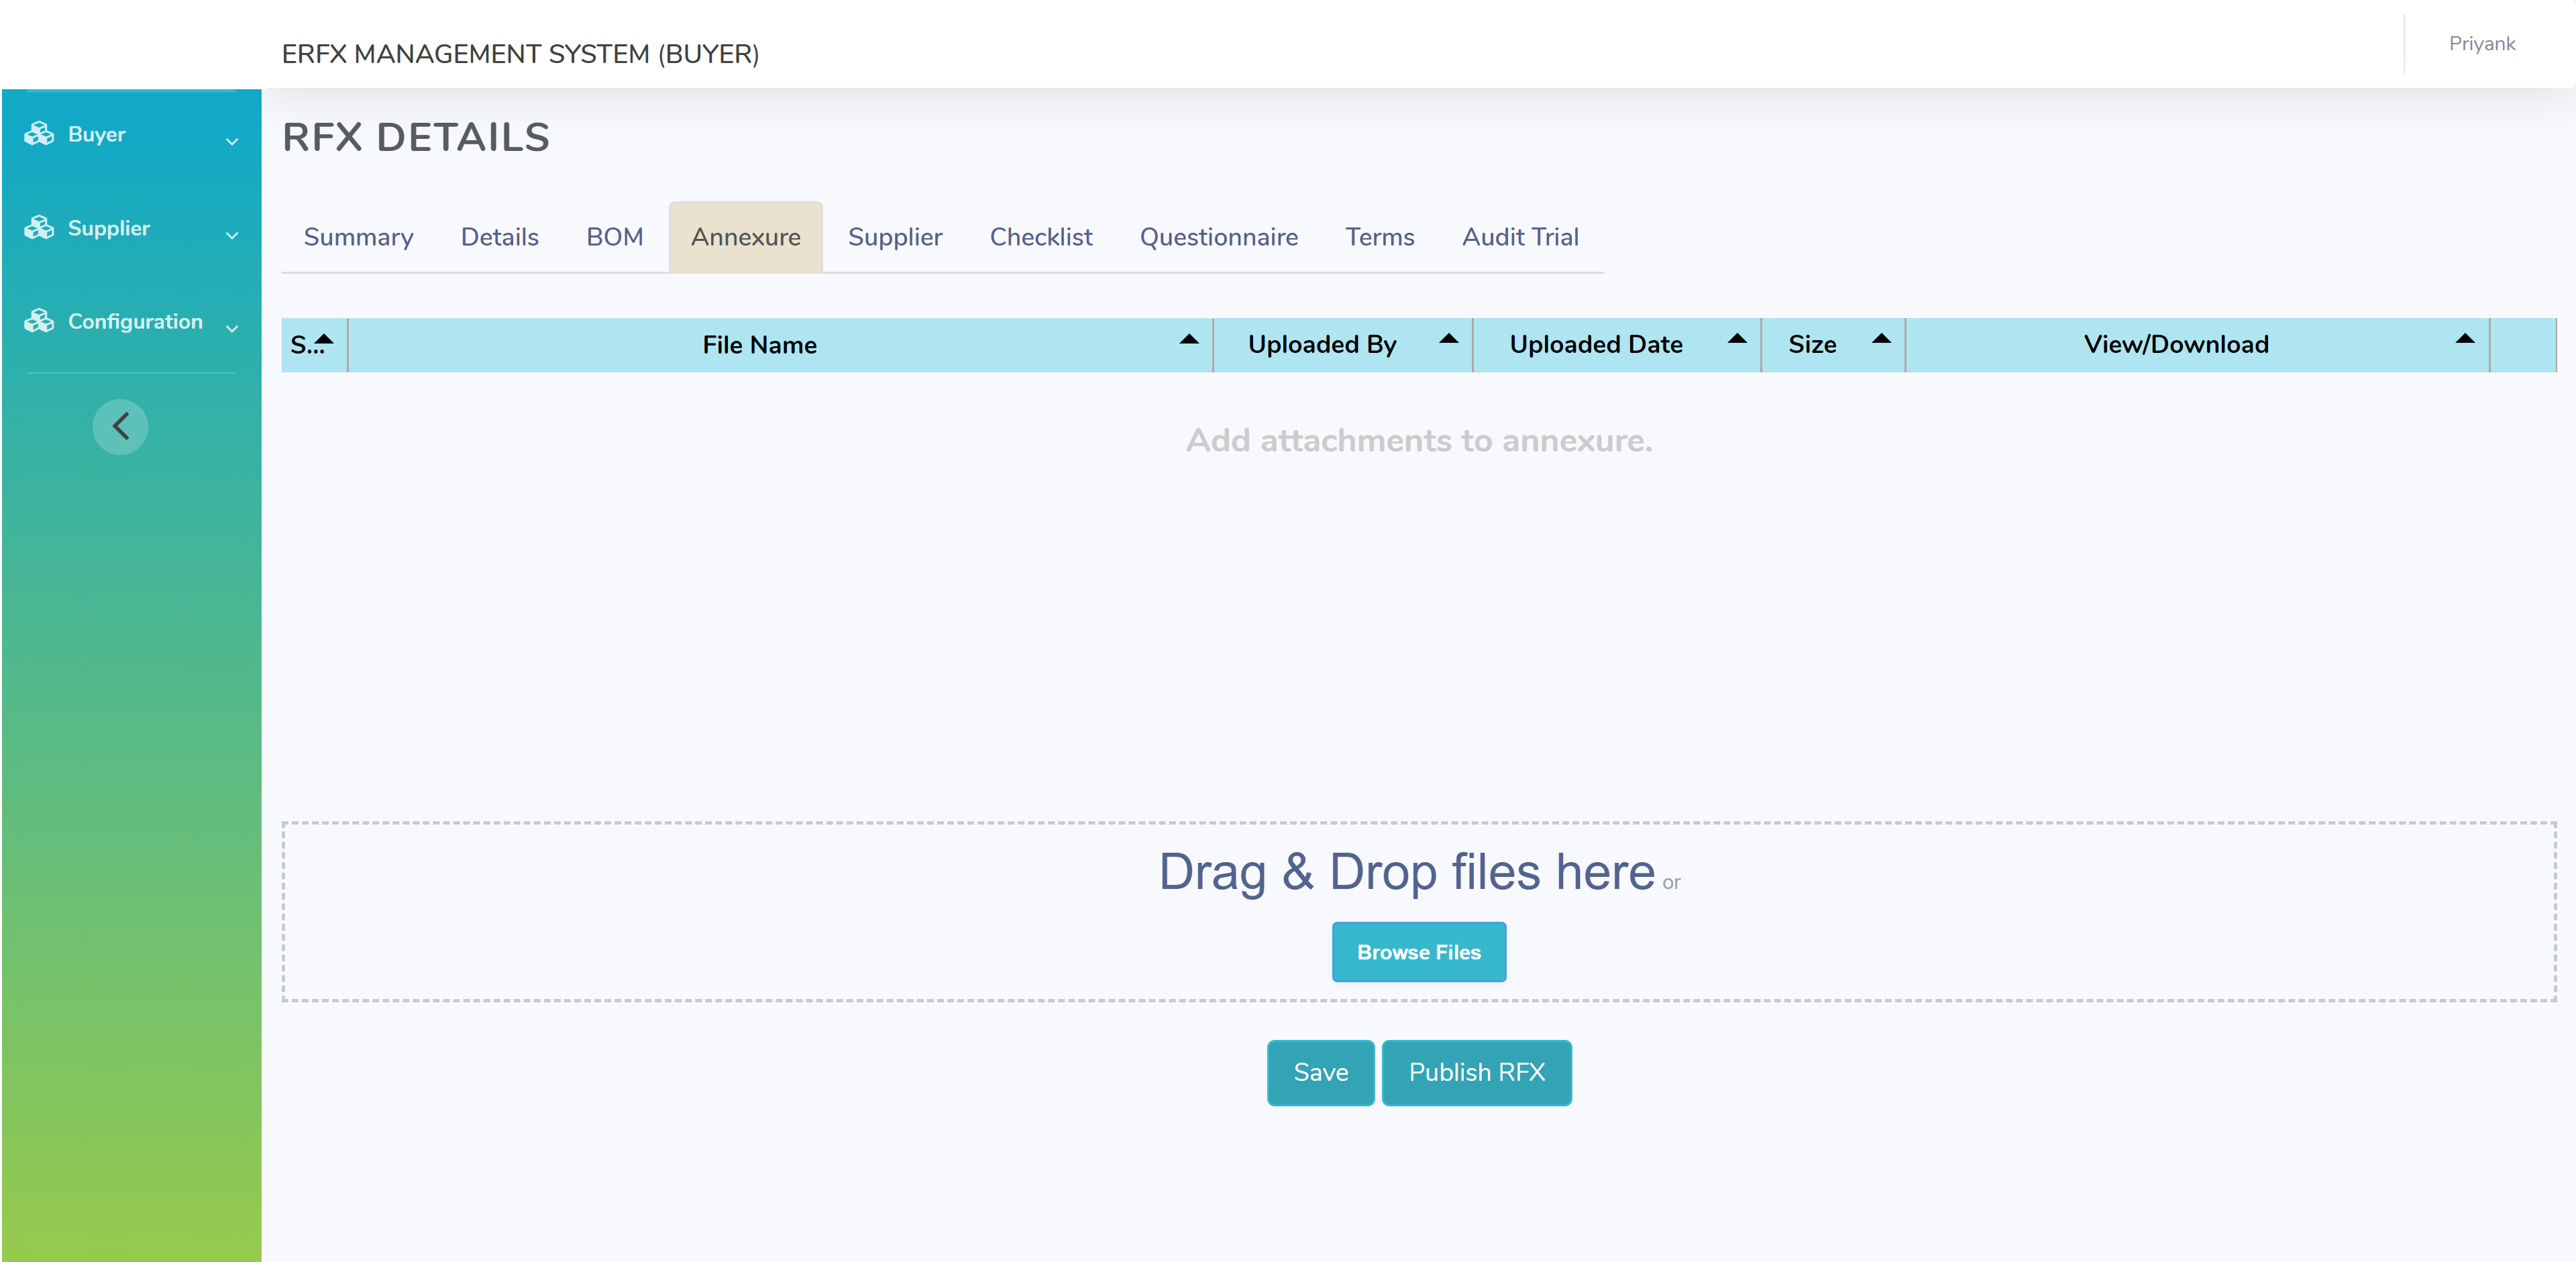 ERFX MANAGEMENT SYSTEM (BUYER)
Priyank
Buyer
Supplier
Configuration
RFX DETAILS
Summary Details BOM Annexure Supplier Checklist Questionnaire Terms Audit Trial
S... File Name Uploaded By Uploaded Date Size View/Download
Add attachments to annexure.
Drag & Drop files here or
Browse Files
Save Publish RFX